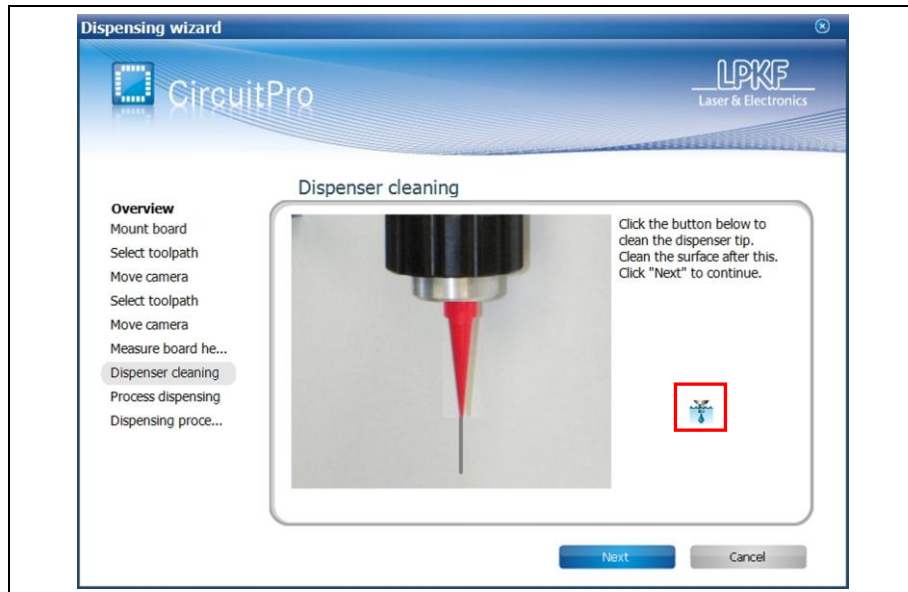 Dispensing wizard
CircuitPro
LPKF
Laser & Electronics
Dispenser cleaning
Overview
Mount board
Select toolpath
Move camera
Select toolpath
Move camera
Measure board he...
Dispenser cleaning
Process dispensing
Dispensing proce...
Click the button below to
clean the dispenser tip.
Clean the surface after this.
Click "Next" to continue.
Next
Cancel